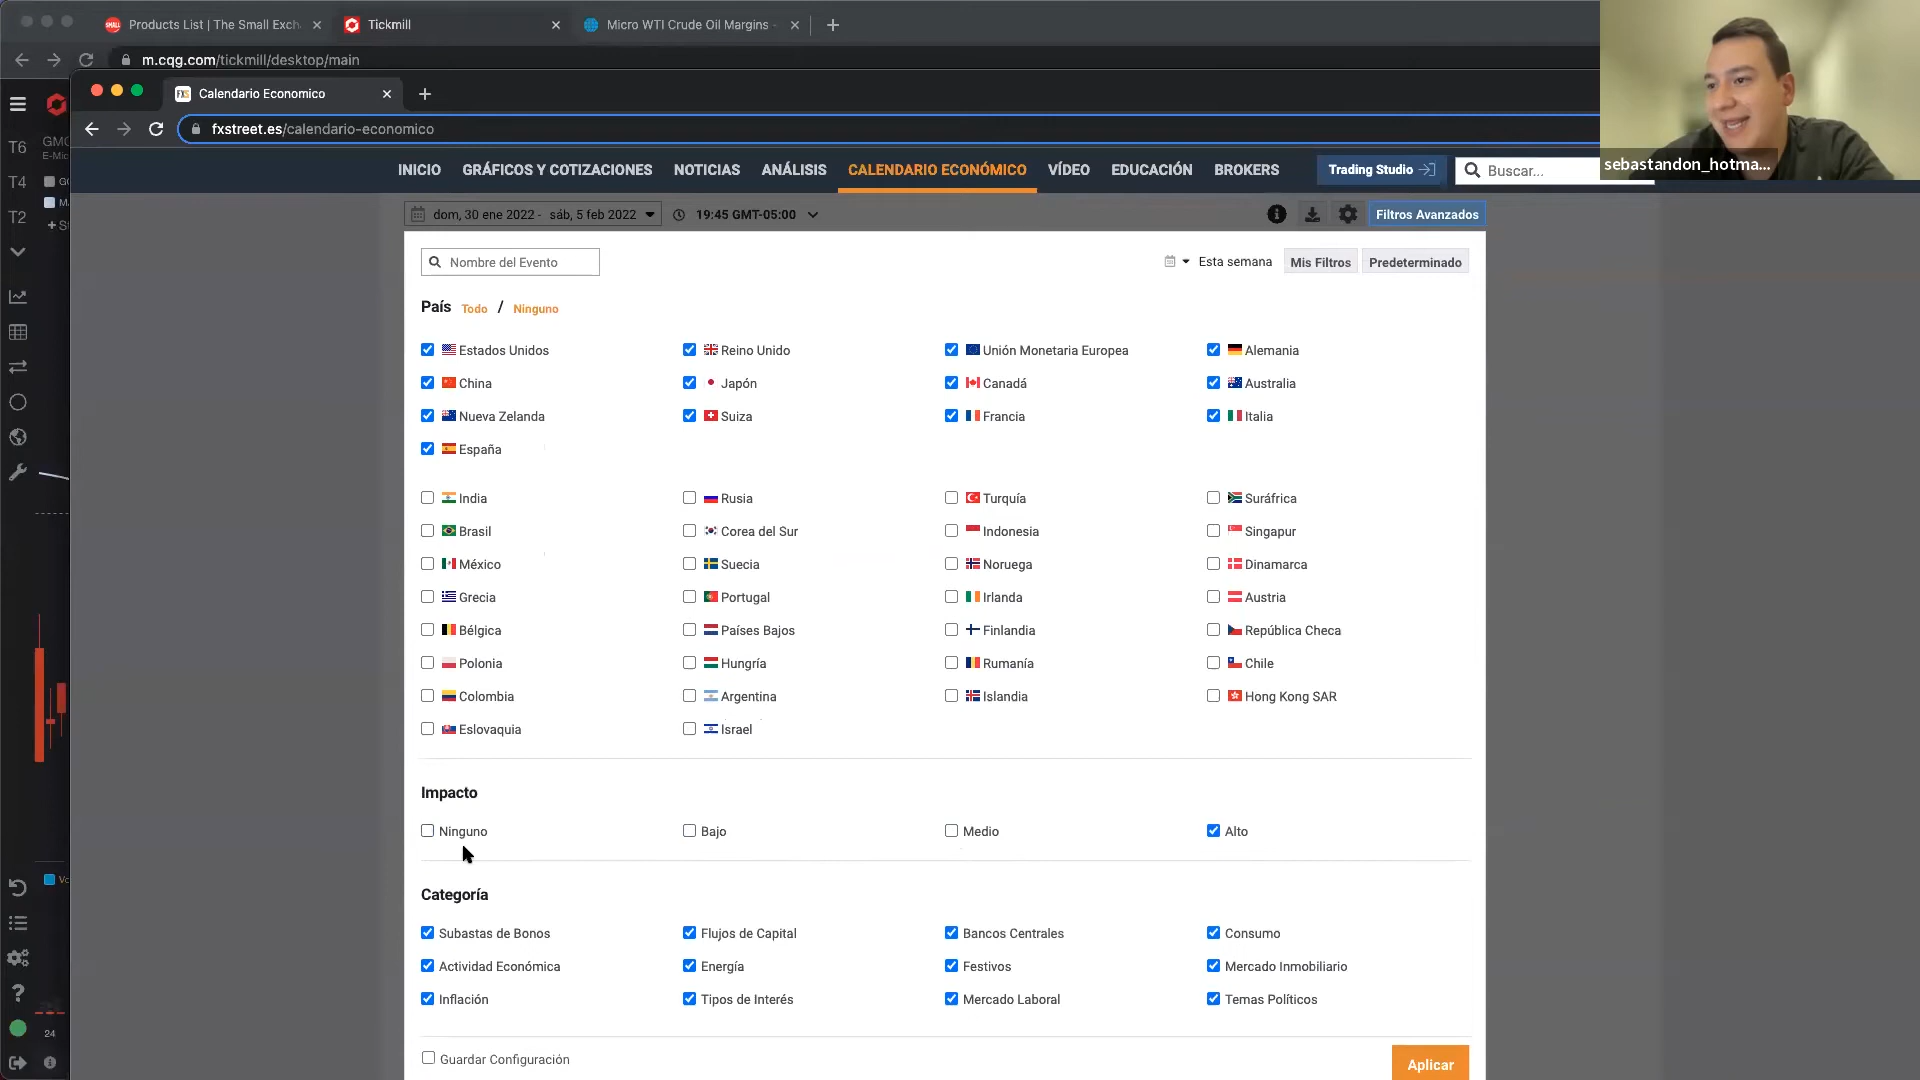 Products List | The Small Exch
Tickmill
Micro WTI Crude Oil Margins -
m.cqg.com/tickmill/desktop/main
Calendario Economico
fxstreet.es/calendario-economico
sebastandon_hotma...
INICIO
GRÁFICOS Y COTIZACIONES
NOTICIAS
ANÁLISIS
CALENDARIO ECONÓMICO
VÍDEO
EDUCACIÓN
BROKERS
Trading Studio
Buscar...
dom, 30 ene 2022 - sáb, 5 feb 2022
19:45 GMT-05:00
Filtros Avanzados
Nombre del Evento
Esta semana
Mis Filtros
Predeterminado
País Todo / Ninguno
Estados Unidos
Reino Unido
Unión Monetaria Europea
Alemania
China
Japón
Canadá
Australia
Nueva Zelanda
Suiza
Francia
Italia
España
India
Rusia
Turquía
Suráfrica
Brasil
Corea del Sur
Indonesia
Singapur
México
Suecia
Noruega
Dinamarca
Grecia
Portugal
Irlanda
Austria
Bélgica
Países Bajos
Finlandia
República Checa
Polonia
Hungría
Rumanía
Chile
Colombia
Argentina
Islandia
Hong Kong SAR
Eslovaquia
Israel
Impacto
Ninguno
Bajo
Medio
Alto
Categoría
Subastas de Bonos
Flujos de Capital
Bancos Centrales
Consumo
Actividad Económica
Energía
Festivos
Mercado Inmobiliario
Inflación
Tipos de Interés
Mercado Laboral
Temas Políticos
Guardar Configuración
Aplicar
T6
T4
T2
24